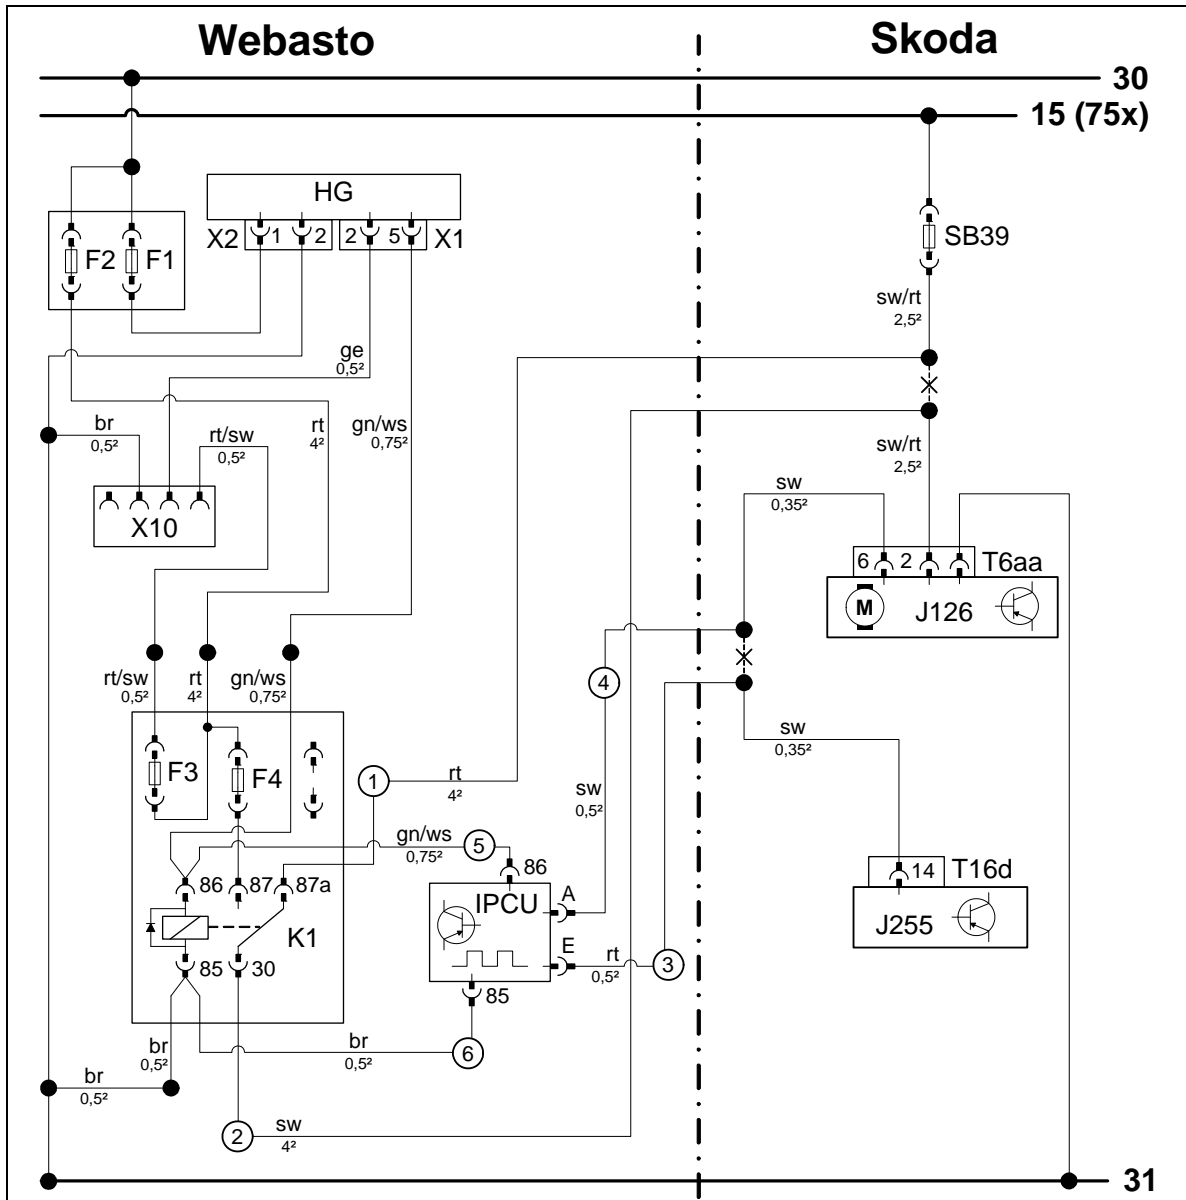 Webasto
Skoda
30
15 (75x)
HG
X2 1 2 2 5 X1
F2 F1
SB39
sw/rt
2,5²
ge
0,5²
br
0,5²
rt/sw
0,5²
rt
4²
gn/ws
0,75²
sw/rt
2,5²
sw
0,35²
X10
6 2 T6aa
M
J126
rt/sw
0,5²
rt
4²
gn/ws
0,75²
4
sw
0,35²
F3 F4
1
rt
4²
sw
0,5²
gn/ws
0,75²
5
86
86 87 87a
IPCU
A
14 T16d
J255
K1
E
rt
0,5²
3
85 30
85
br
0,5²
br
0,5²
6
br
0,5²
2
sw
4²
31